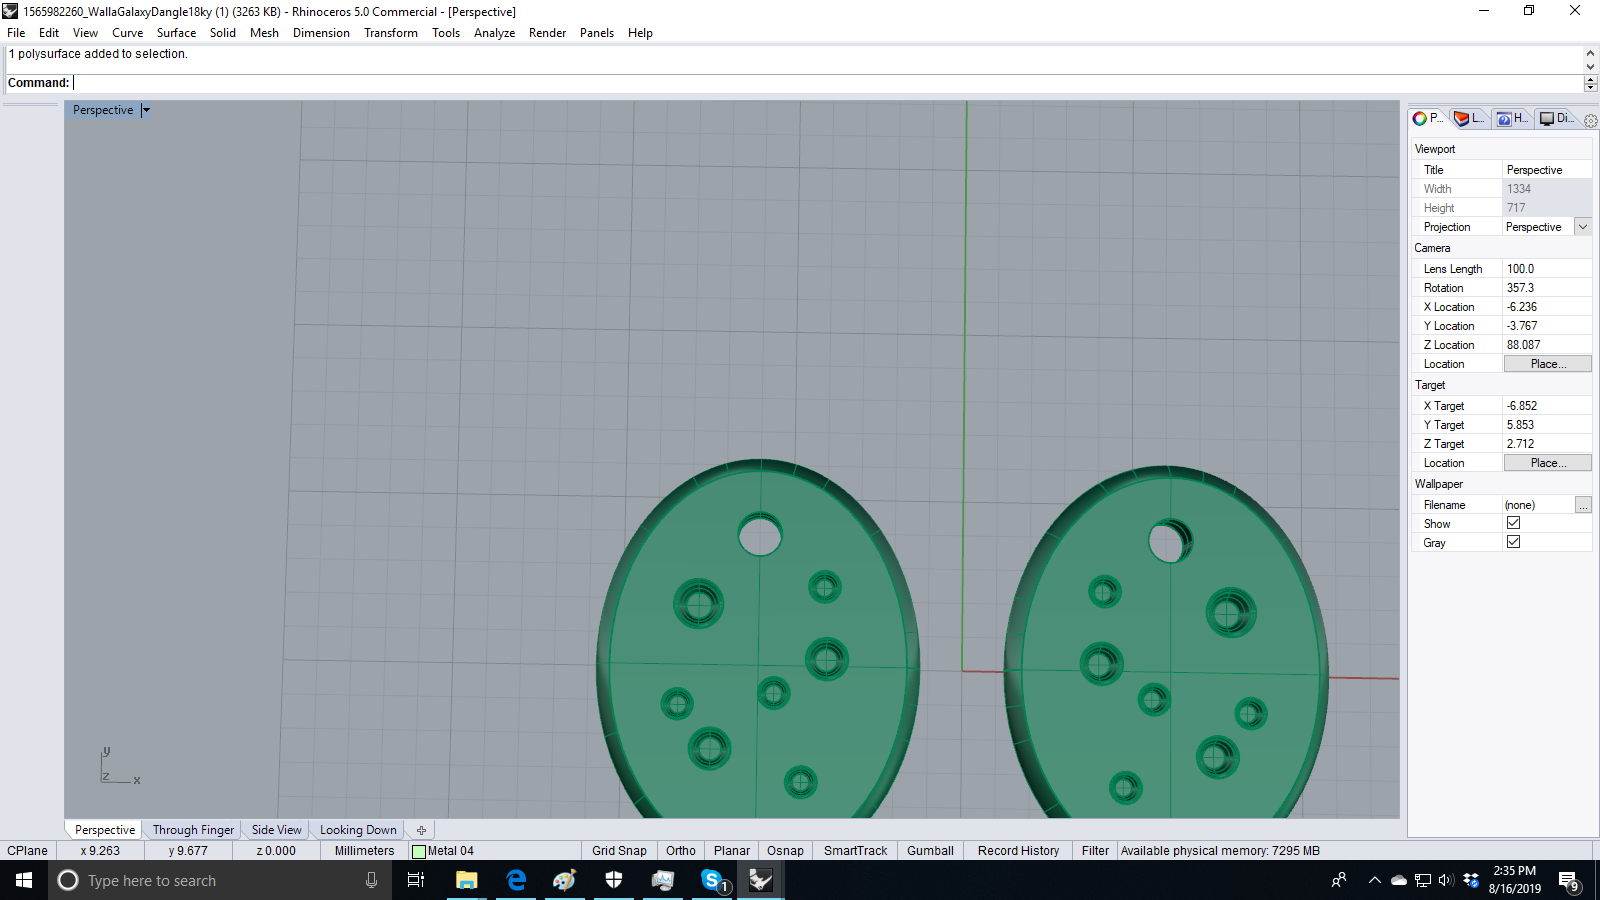 1565982260_WallaGalaxyDangle18ky (1) (3263 KB) - Rhinoceros 5.0 Commercial - [Perspective]
File Edit View Curve Surface Solid Mesh Dimension Transform Tools Analyze Render Panels Help
1 polysurface added to selection.
Command:
Perspective
P... L... H... Di...
Viewport
Title Perspective
Width 1334
Height 717
Projection Perspective
Camera
Lens Length 100.0
Rotation 357.3
X Location -6.236
Y Location -3.767
Z Location 88.087
Location Place...
Target
X Target -6.852
Y Target 5.853
Z Target 2.712
Location Place...
Wallpaper
Filename (none) ...
Show
Gray
y
z x
Perspective Through Finger Side View Looking Down
CPlane x 9.263 y 9.677 z 0.000 Millimeters Metal 04 Grid Snap Ortho Planar Osnap SmartTrack Gumball Record History Filter Available physical memory: 7295 MB
Type here to search
1
2:35 PM
8/16/2019
9